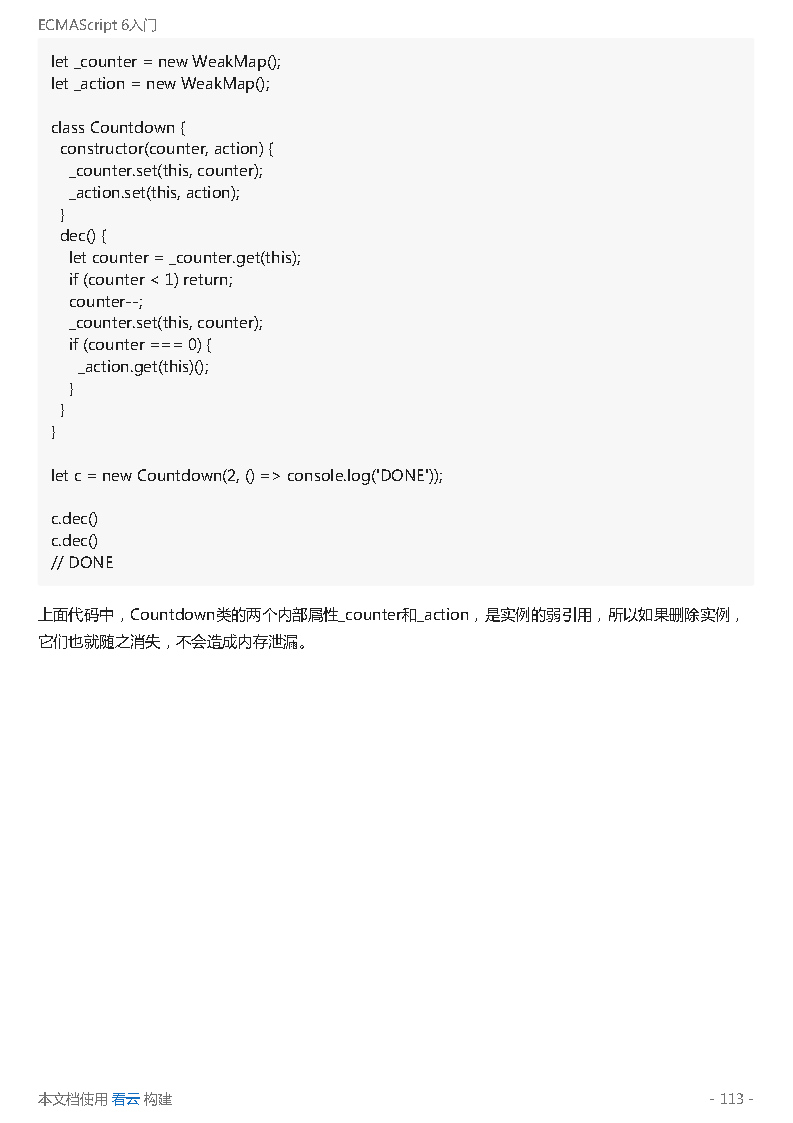 ECMAScript 6入门
let _counter = new WeakMap();
let _action = new WeakMap();
class Countdown {
constructor(counter, action) {
_counter.set(this, counter);
_action.set(this, action);
}
dec() {
let counter = _counter.get(this);
if (counter < 1) return;
counter--;
_counter.set(this, counter);
if (counter === 0) {
_action.get(this)();
}
}
}
let c = new Countdown(2, () => console.log('DONE'));
c.dec()
c.dec()
// DONE
上面代码中，Countdown类的两个内部属性_counter和_action，是实例的弱引用，所以如果删除实例，
它们也就随之消失，不会造成内存泄漏。
本文档使用 看云 构建
- 113 -